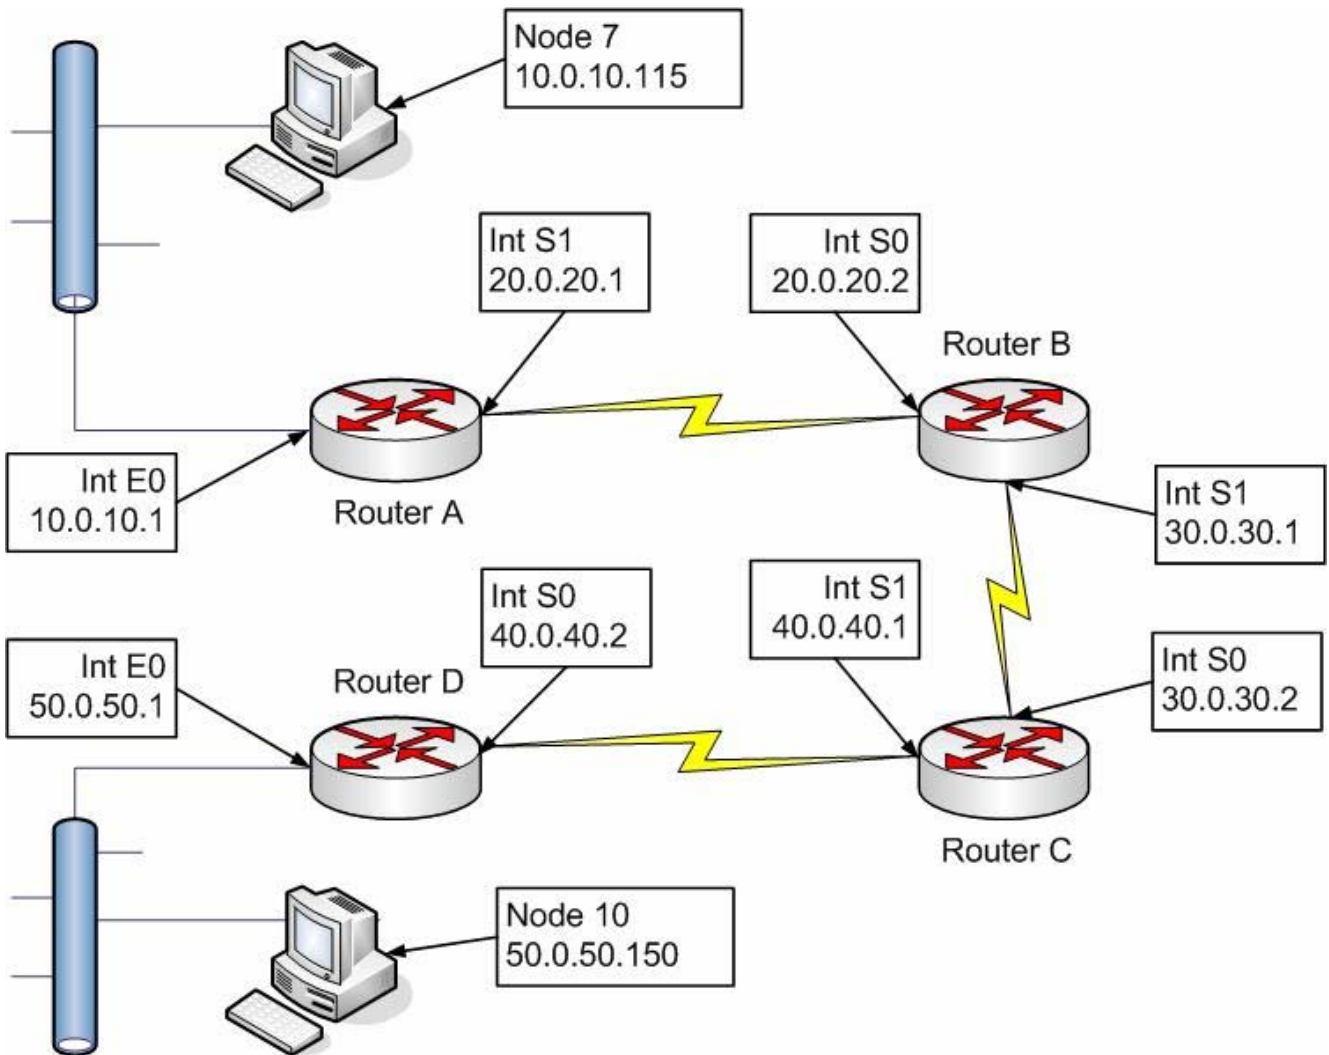 Node 7
10.0.10.115
Int S1
20.0.20.1
Int S0
20.0.20.2
Router B
Int E0
10.0.10.1
Router A
Int S1
30.0.30.1
Int S0
40.0.40.2
Int S1
40.0.40.1
Int E0
50.0.50.1
Router D
Int S0
30.0.30.2
Router C
Node 10
50.0.50.150